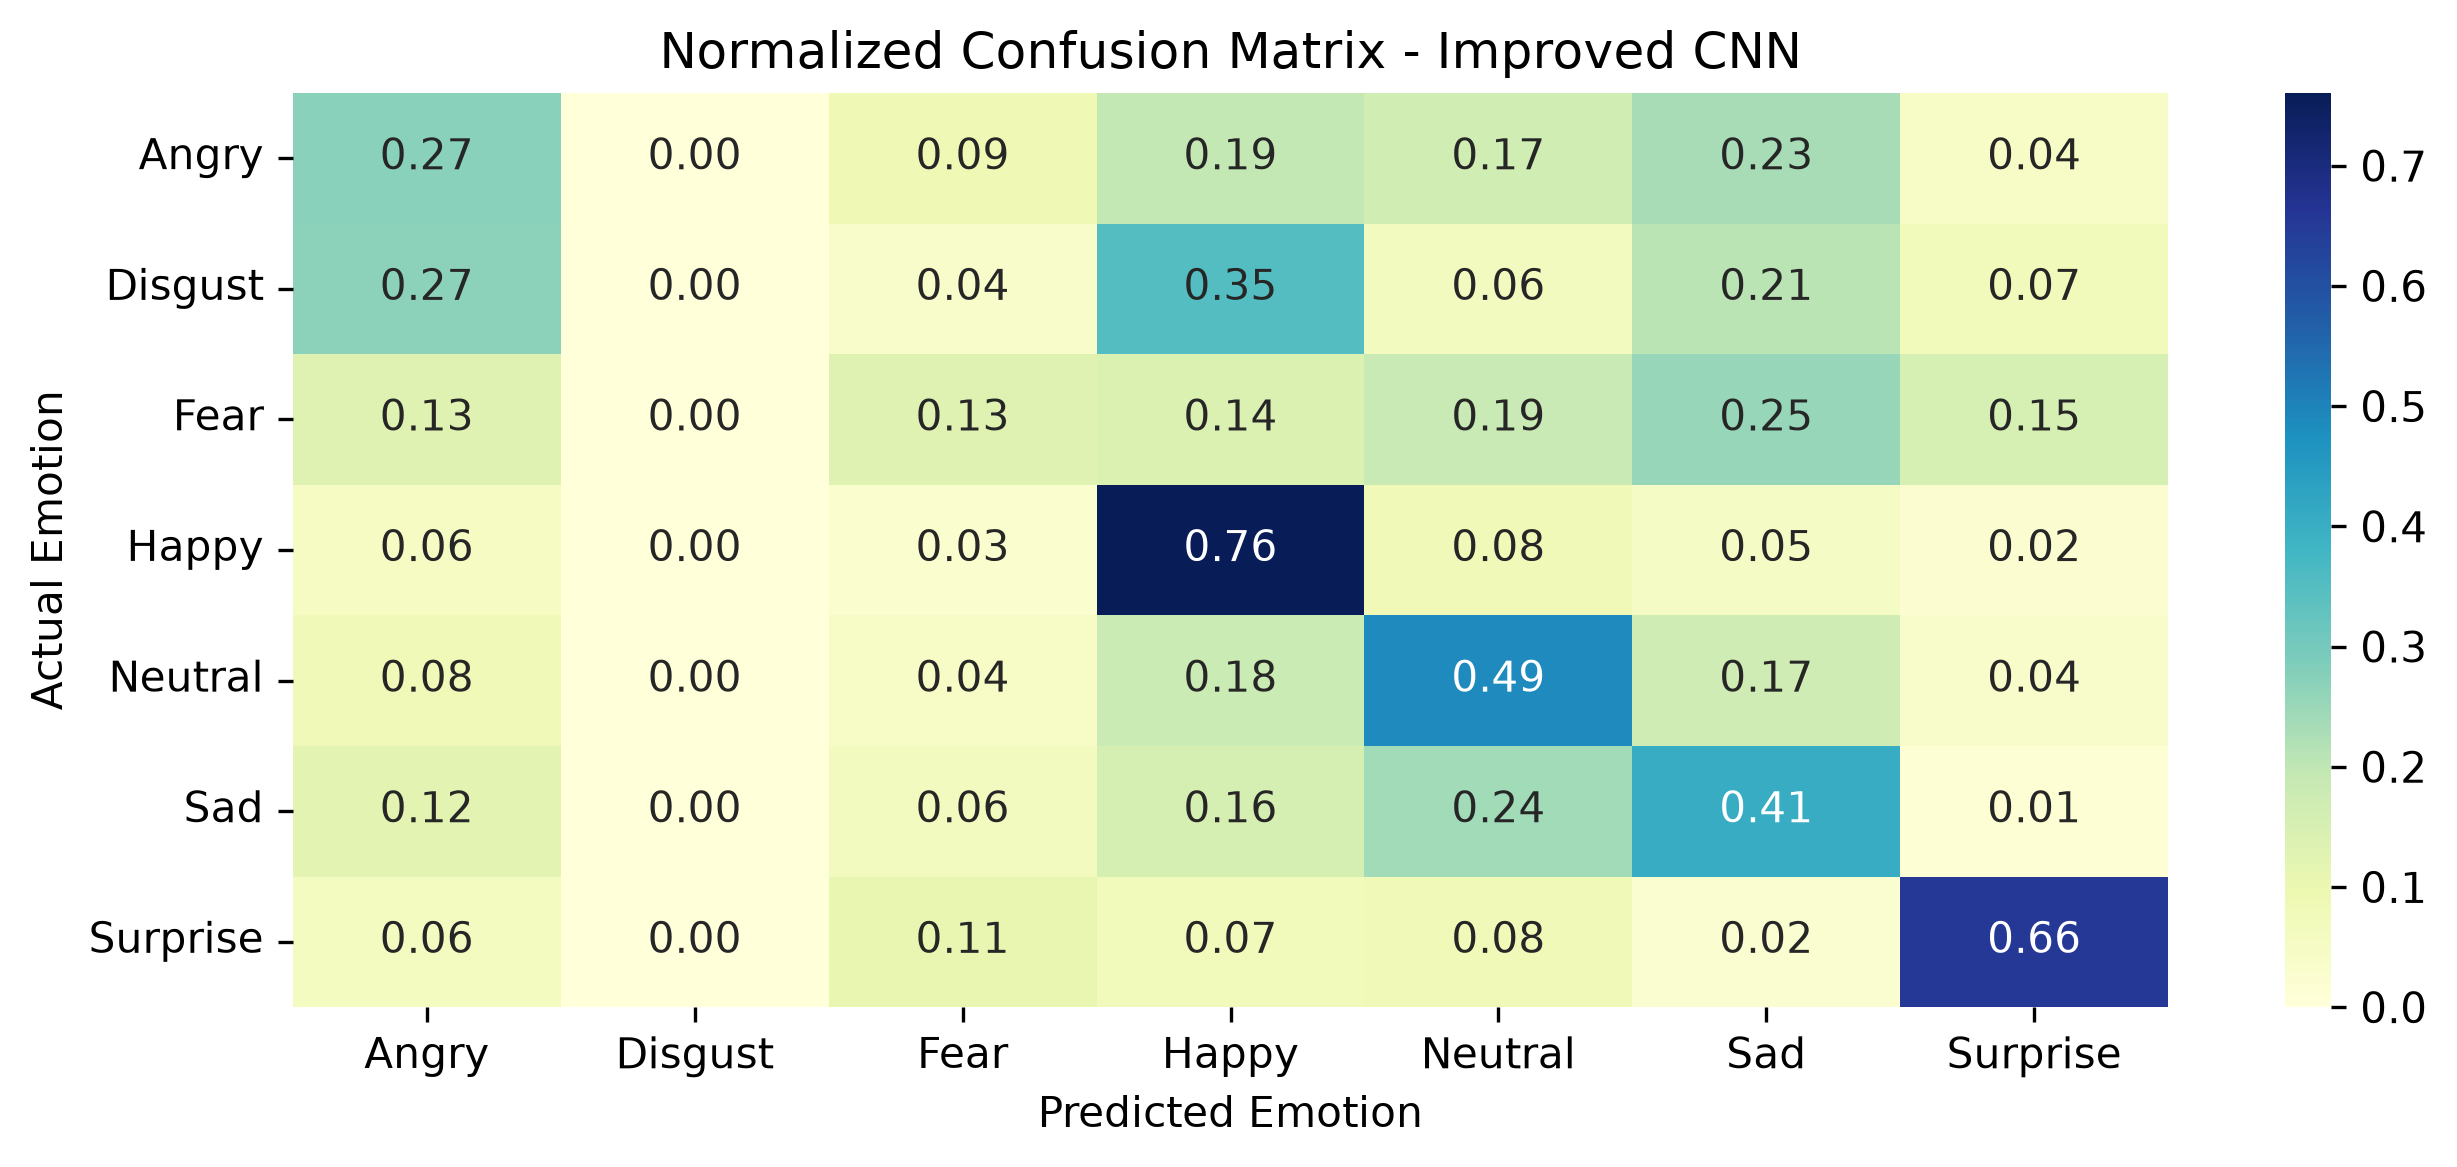 Normalized Confusion Matrix - Improved CNN
Actual Emotion
Angry 0.27 0.00 0.09 0.19 0.17 0.23 0.04
Disgust 0.27 0.00 0.04 0.35 0.06 0.21 0.07
Fear 0.13 0.00 0.13 0.14 0.19 0.25 0.15
Happy 0.06 0.00 0.03 0.76 0.08 0.05 0.02
Neutral 0.08 0.00 0.04 0.18 0.49 0.17 0.04
Sad 0.12 0.00 0.06 0.16 0.24 0.41 0.01
Surprise 0.06 0.00 0.11 0.07 0.08 0.02 0.66
Angry Disgust Fear Happy Neutral Sad Surprise
Predicted Emotion
0.7
0.6
0.5
0.4
0.3
0.2
0.1
0.0